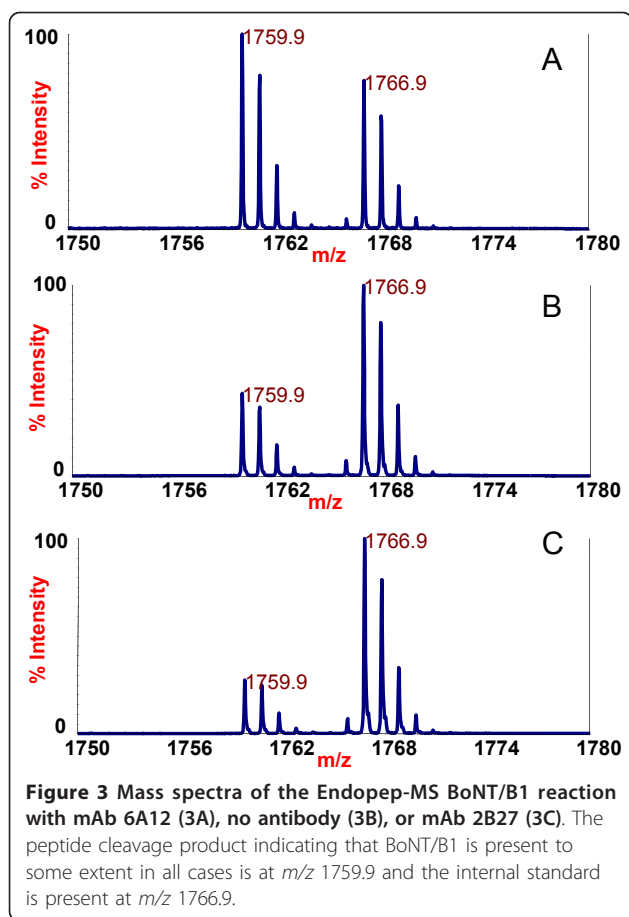 100
1759.9
A
1766.9
% Intensity
0
1750 1756 1762 1768 1774 1780
m/z
100
1766.9
B
1759.9
% Intensity
0
1750 1756 1762 1768 1774 1780
m/z
100
1766.9
C
1759.9
% Intensity
0
1750 1756 1762 1768 1774 1780
m/z
Figure 3 Mass spectra of the Endopep-MS BoNT/B1 reaction
with mAb 6A12 (3A), no antibody (3B), or mAb 2B27 (3C). The
peptide cleavage product indicating that BoNT/B1 is present to
some extent in all cases is at m/z 1759.9 and the internal standard
is present at m/z 1766.9.